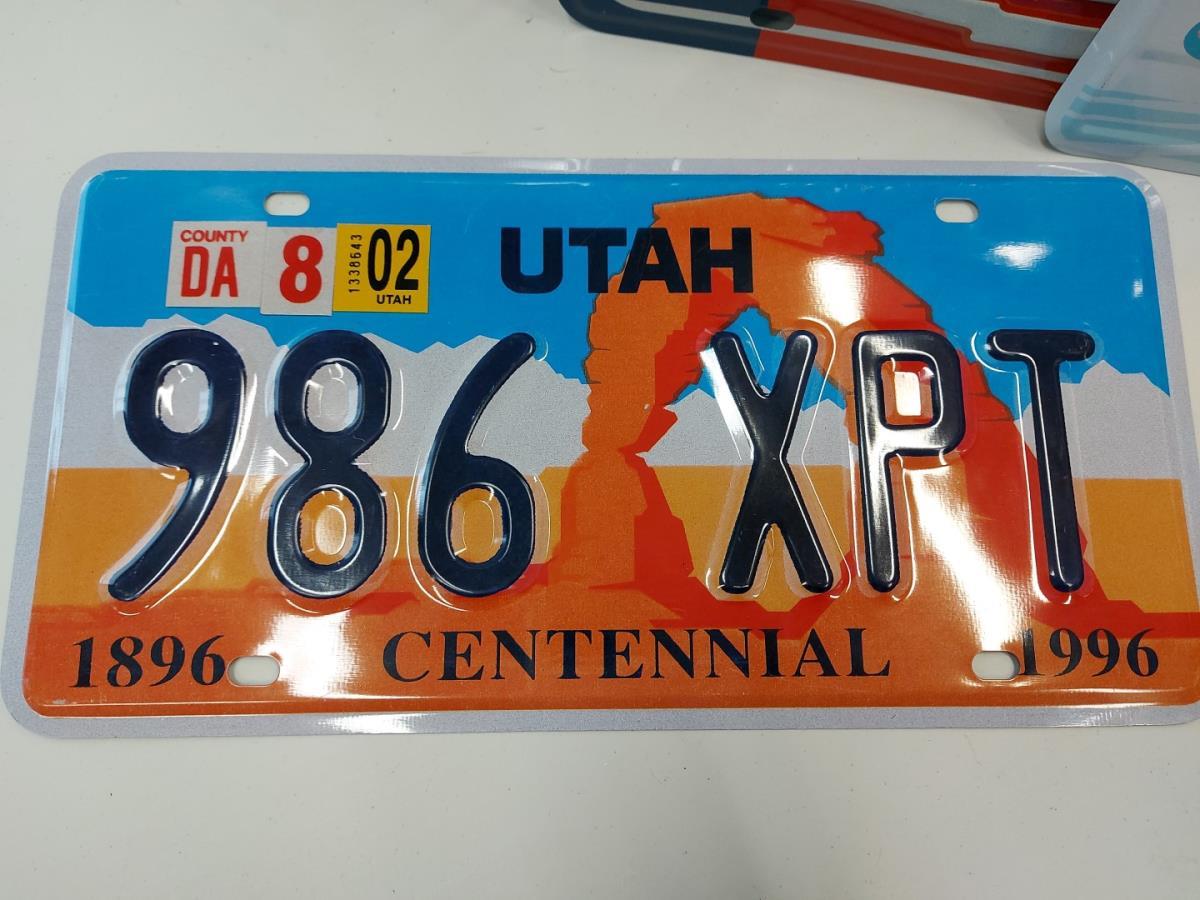 UTAH
COUNTY
DA
8
1338643
02
UTAH
986 XPT
1896 CENTENNIAL 1996